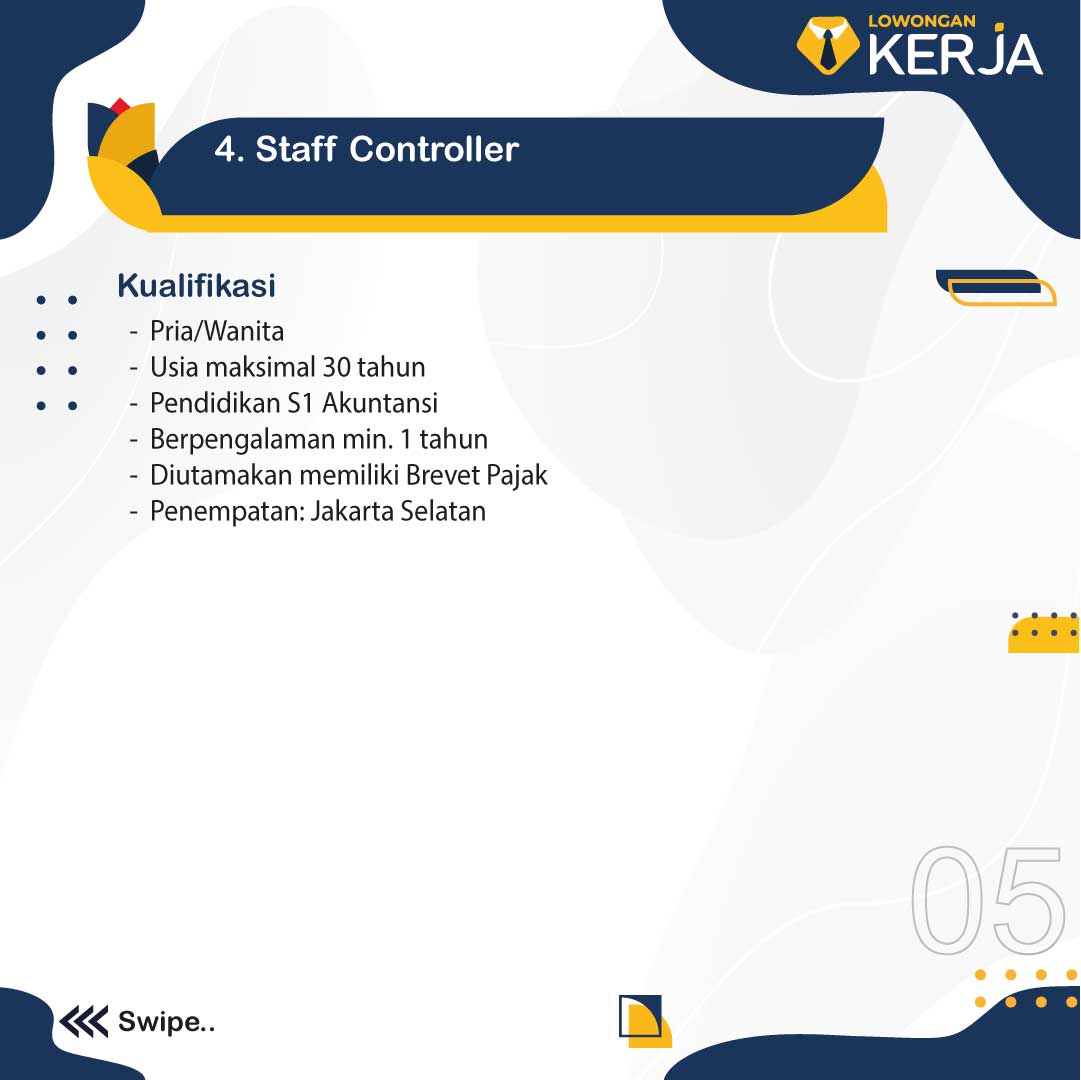 LOWONGAN
KERJA
4. Staff Controller
Kualifikasi
- Pria/Wanita
- Usia maksimal 30 tahun
- Pendidikan S1 Akuntansi
- Berpengalaman min. 1 tahun
- Diutamakan memiliki Brevet Pajak
- Penempatan: Jakarta Selatan
05
Swipe..